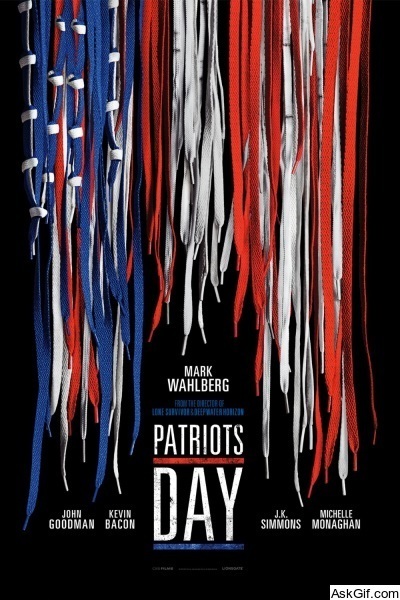 MARK
WAHLBERG
FROM THE DIRECTOR OF
LONE SURVIVOR & DEEPWATER HORIZON
PATRIOTS
DAY
JOHN
GOODMAN
KEVIN
BACON
J.K.
SIMMONS
MICHELLE
MONAGHAN
LIONSGATE
AskGif.com